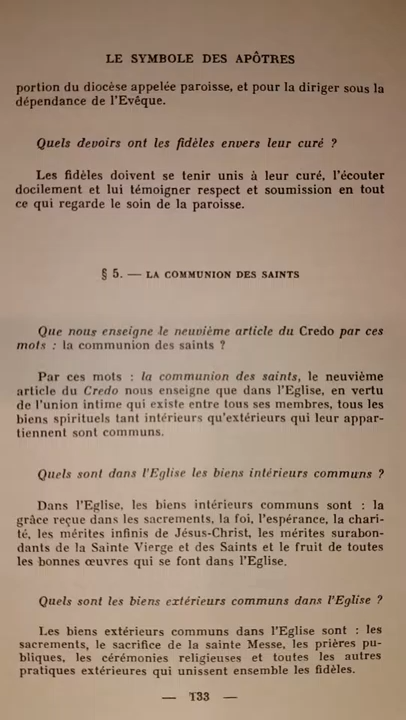 LE SYMBOLE DES APÔTRES
portion du diocèse appelée paroisse, et pour la diriger sous la
dépendance de l'Evêque.
Quels devoirs ont les fidèles envers leur curé ?
Les fidèles doivent se tenir unis à leur curé, l'écouter
docilement et lui témoigner respect et soumission en tout
ce qui regarde le soin de la paroisse.
§ 5. — LA COMMUNION DES SAINTS
Que nous enseigne le neuvième article du Credo par ces
mots : la communion des saints ?
Par ces mots : la communion des saints, le neuvième
article du Credo nous enseigne que dans l'Eglise, en vertu
de l'union intime qui existe entre tous ses membres, tous les
biens spirituels tant intérieurs qu'extérieurs qui leur appar-
tiennent sont communs.
Quels sont dans l'Eglise les biens intérieurs communs ?
Dans l'Eglise, les biens intérieurs communs sont : la
grâce reçue dans les sacrements, la foi, l'espérance, la chari-
té, les mérites infinis de Jésus-Christ, les mérites surabon-
dants de la Sainte Vierge et des Saints et le fruit de toutes
les bonnes œuvres qui se font dans l'Eglise.
Quels sont les biens extérieurs communs dans l'Eglise ?
Les biens extérieurs communs dans l'Eglise sont : les
sacrements, le sacrifice de la sainte Messe, les prières pu-
bliques, les cérémonies religieuses et toutes les autres
pratiques extérieures qui unissent ensemble les fidèles.
— 133 —